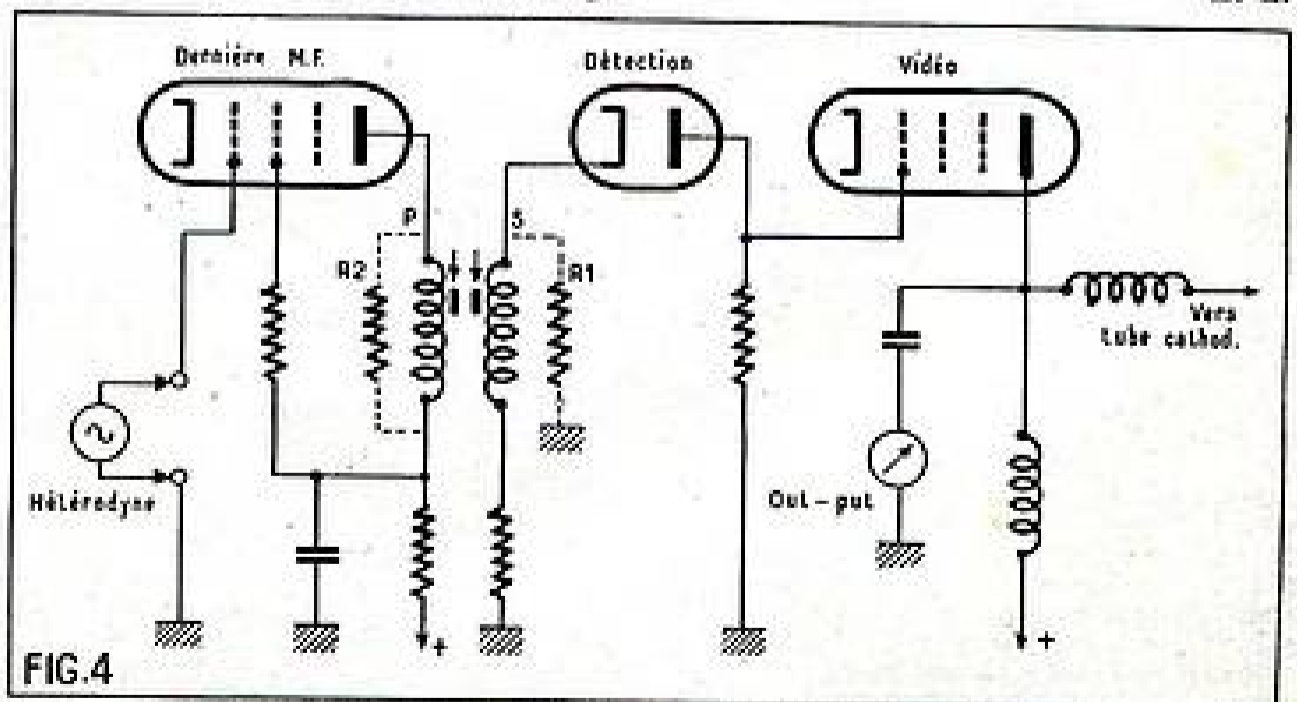 Dernière M.F.
Détection
Vidéo
P
S
R2
R1
Vers
tube cathod.
Hétérodyne
Out-put
+
+
FIG.4